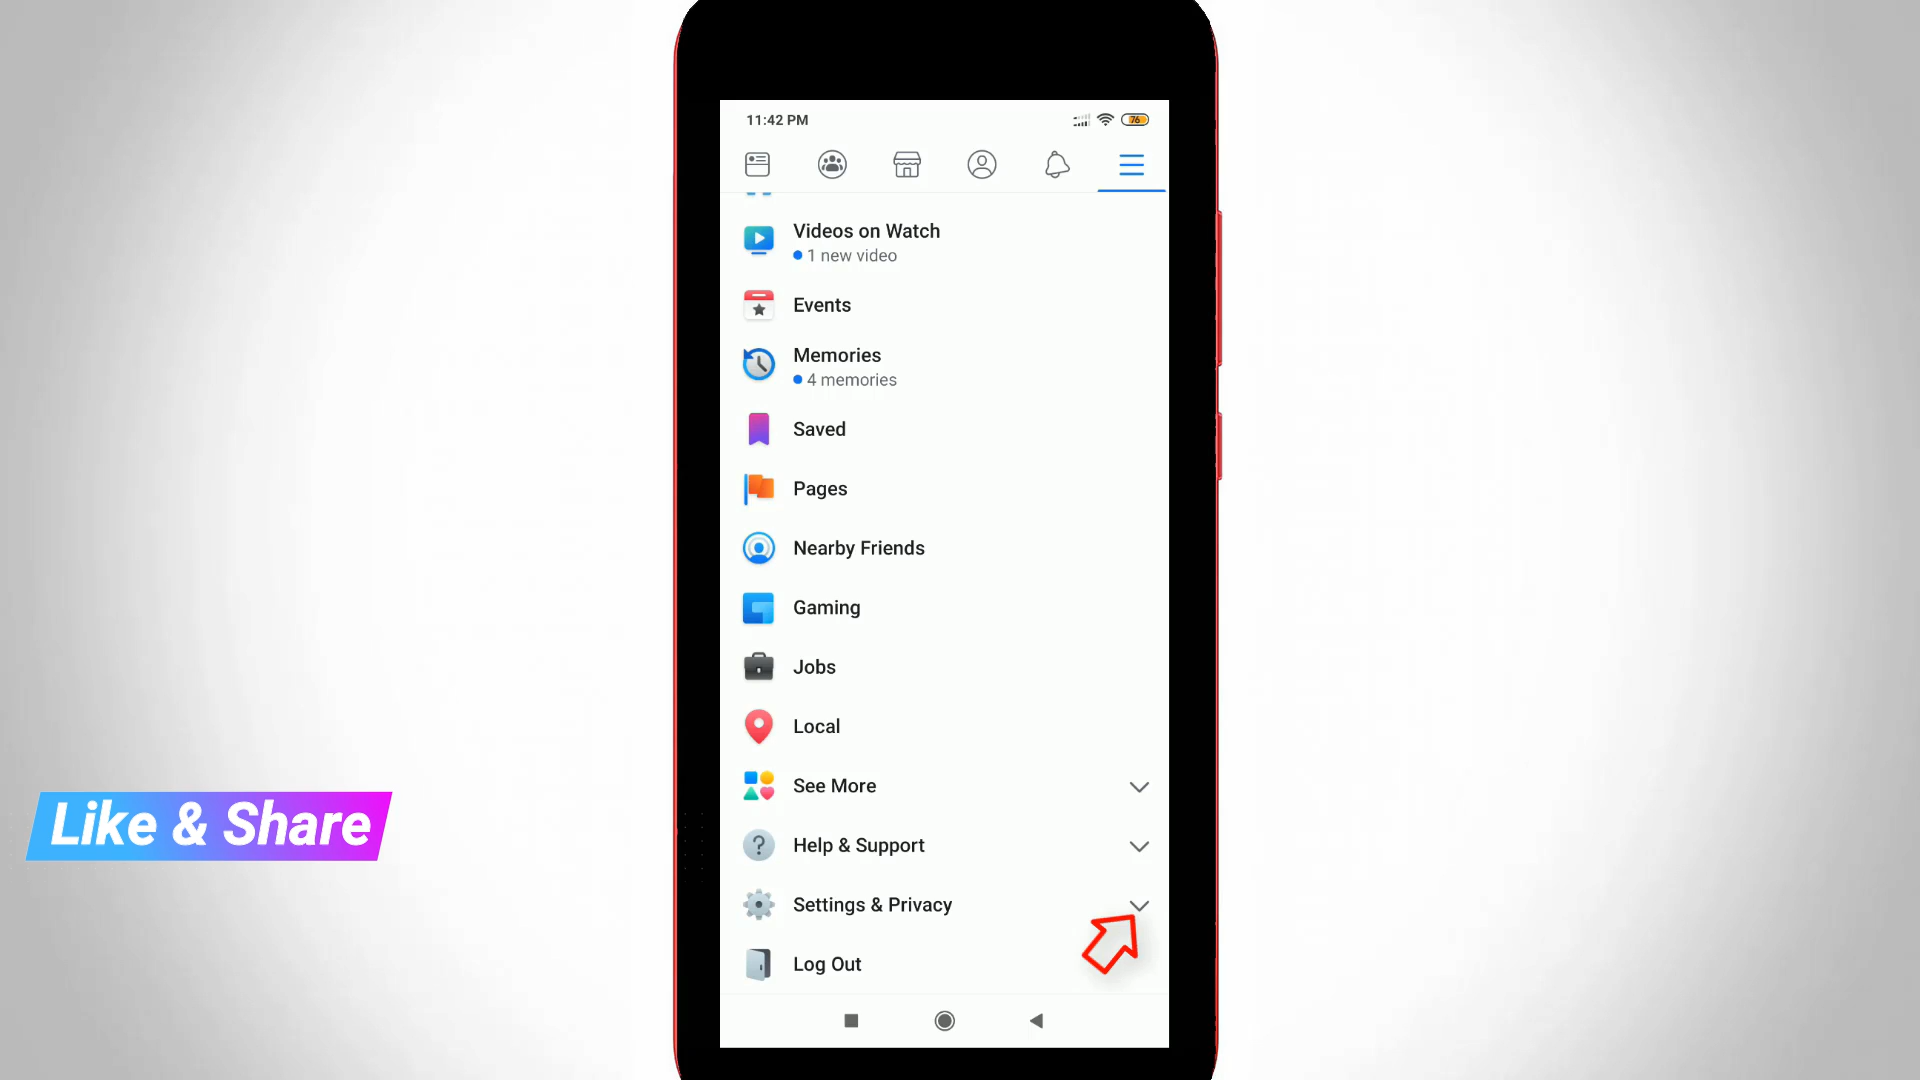 11:42 PM
76
Videos on Watch
1 new video
Events
Memories
4 memories
Saved
Pages
Nearby Friends
Gaming
Jobs
Local
See More
Help & Support
Settings & Privacy
Log Out
Like & Share